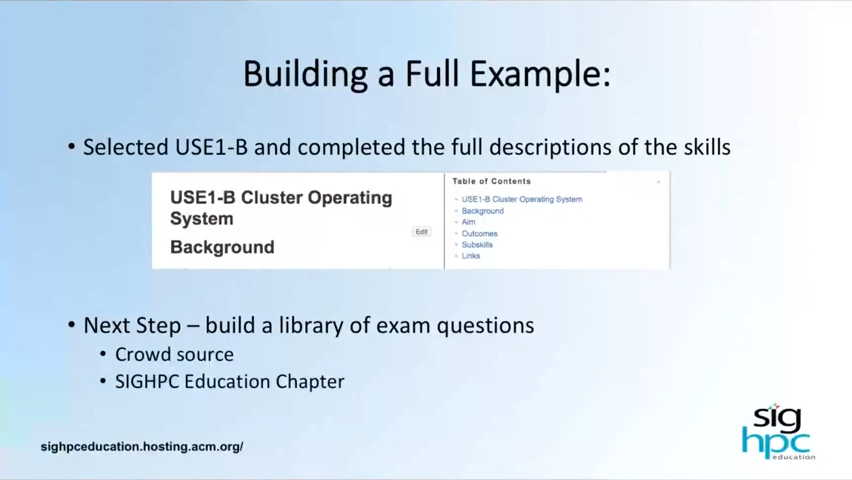 Building a Full Example:
• Selected USE1-B and completed the full descriptions of the skills
USE1-B Cluster Operating
System
Edit
Background
Table of Contents
USE1-B Cluster Operating System
Background
Aim
Outcomes
Subskills
Links
• Next Step – build a library of exam questions
• Crowd source
• SIGHPC Education Chapter
sighpceducation.hosting.acm.org/
sig
hpc
education